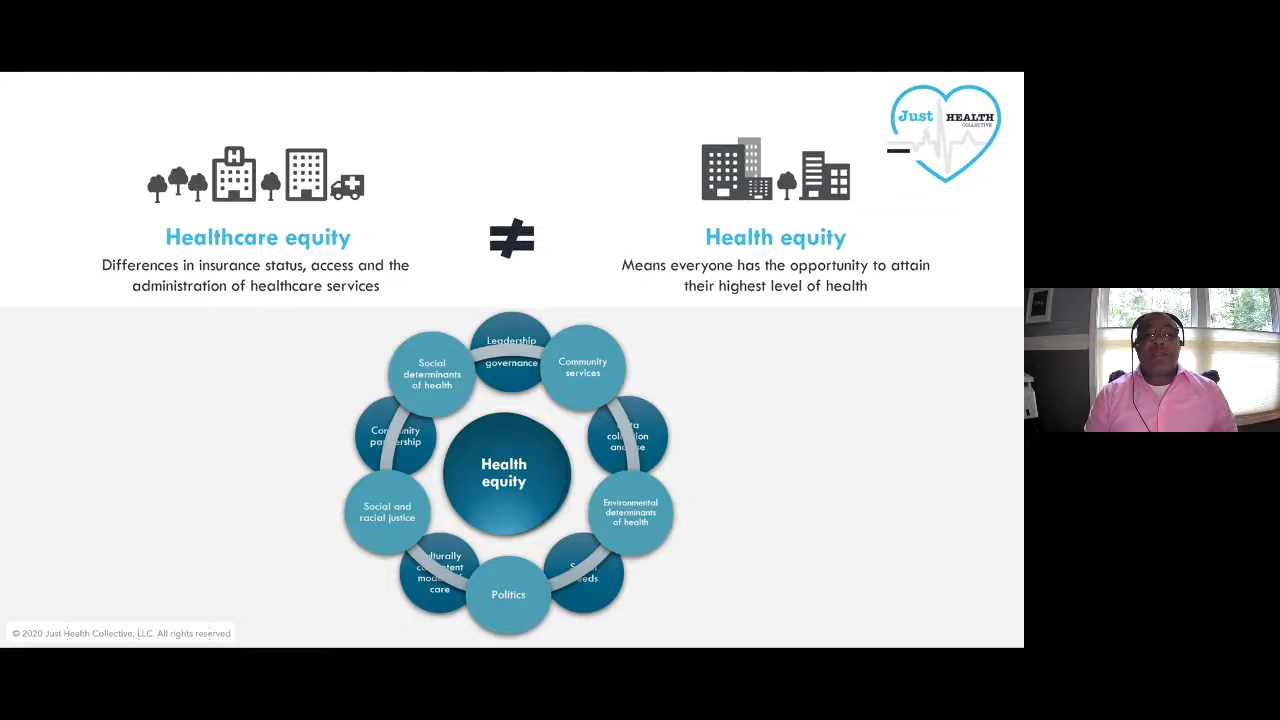 Just HEALTH
COLLECTIVE
H
Healthcare equity
Differences in insurance status, access and the
administration of healthcare services
≠
Health equity
Means everyone has the opportunity to attain
their highest level of health
Leadership
governance
Social
determinants
of health
Community
services
Health
equity
Social and
racial justice
Environmental
determinants
of health
care
Politics
© 2020 Just Health Collective, LLC. All rights reserved